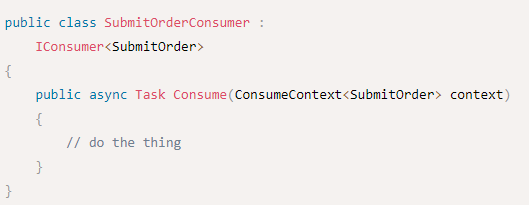 public class SubmitOrderConsumer :
    IConsumer<SubmitOrder>
{
    public async Task Consume(ConsumeContext<SubmitOrder> context)
    {
        // do the thing
    }
}